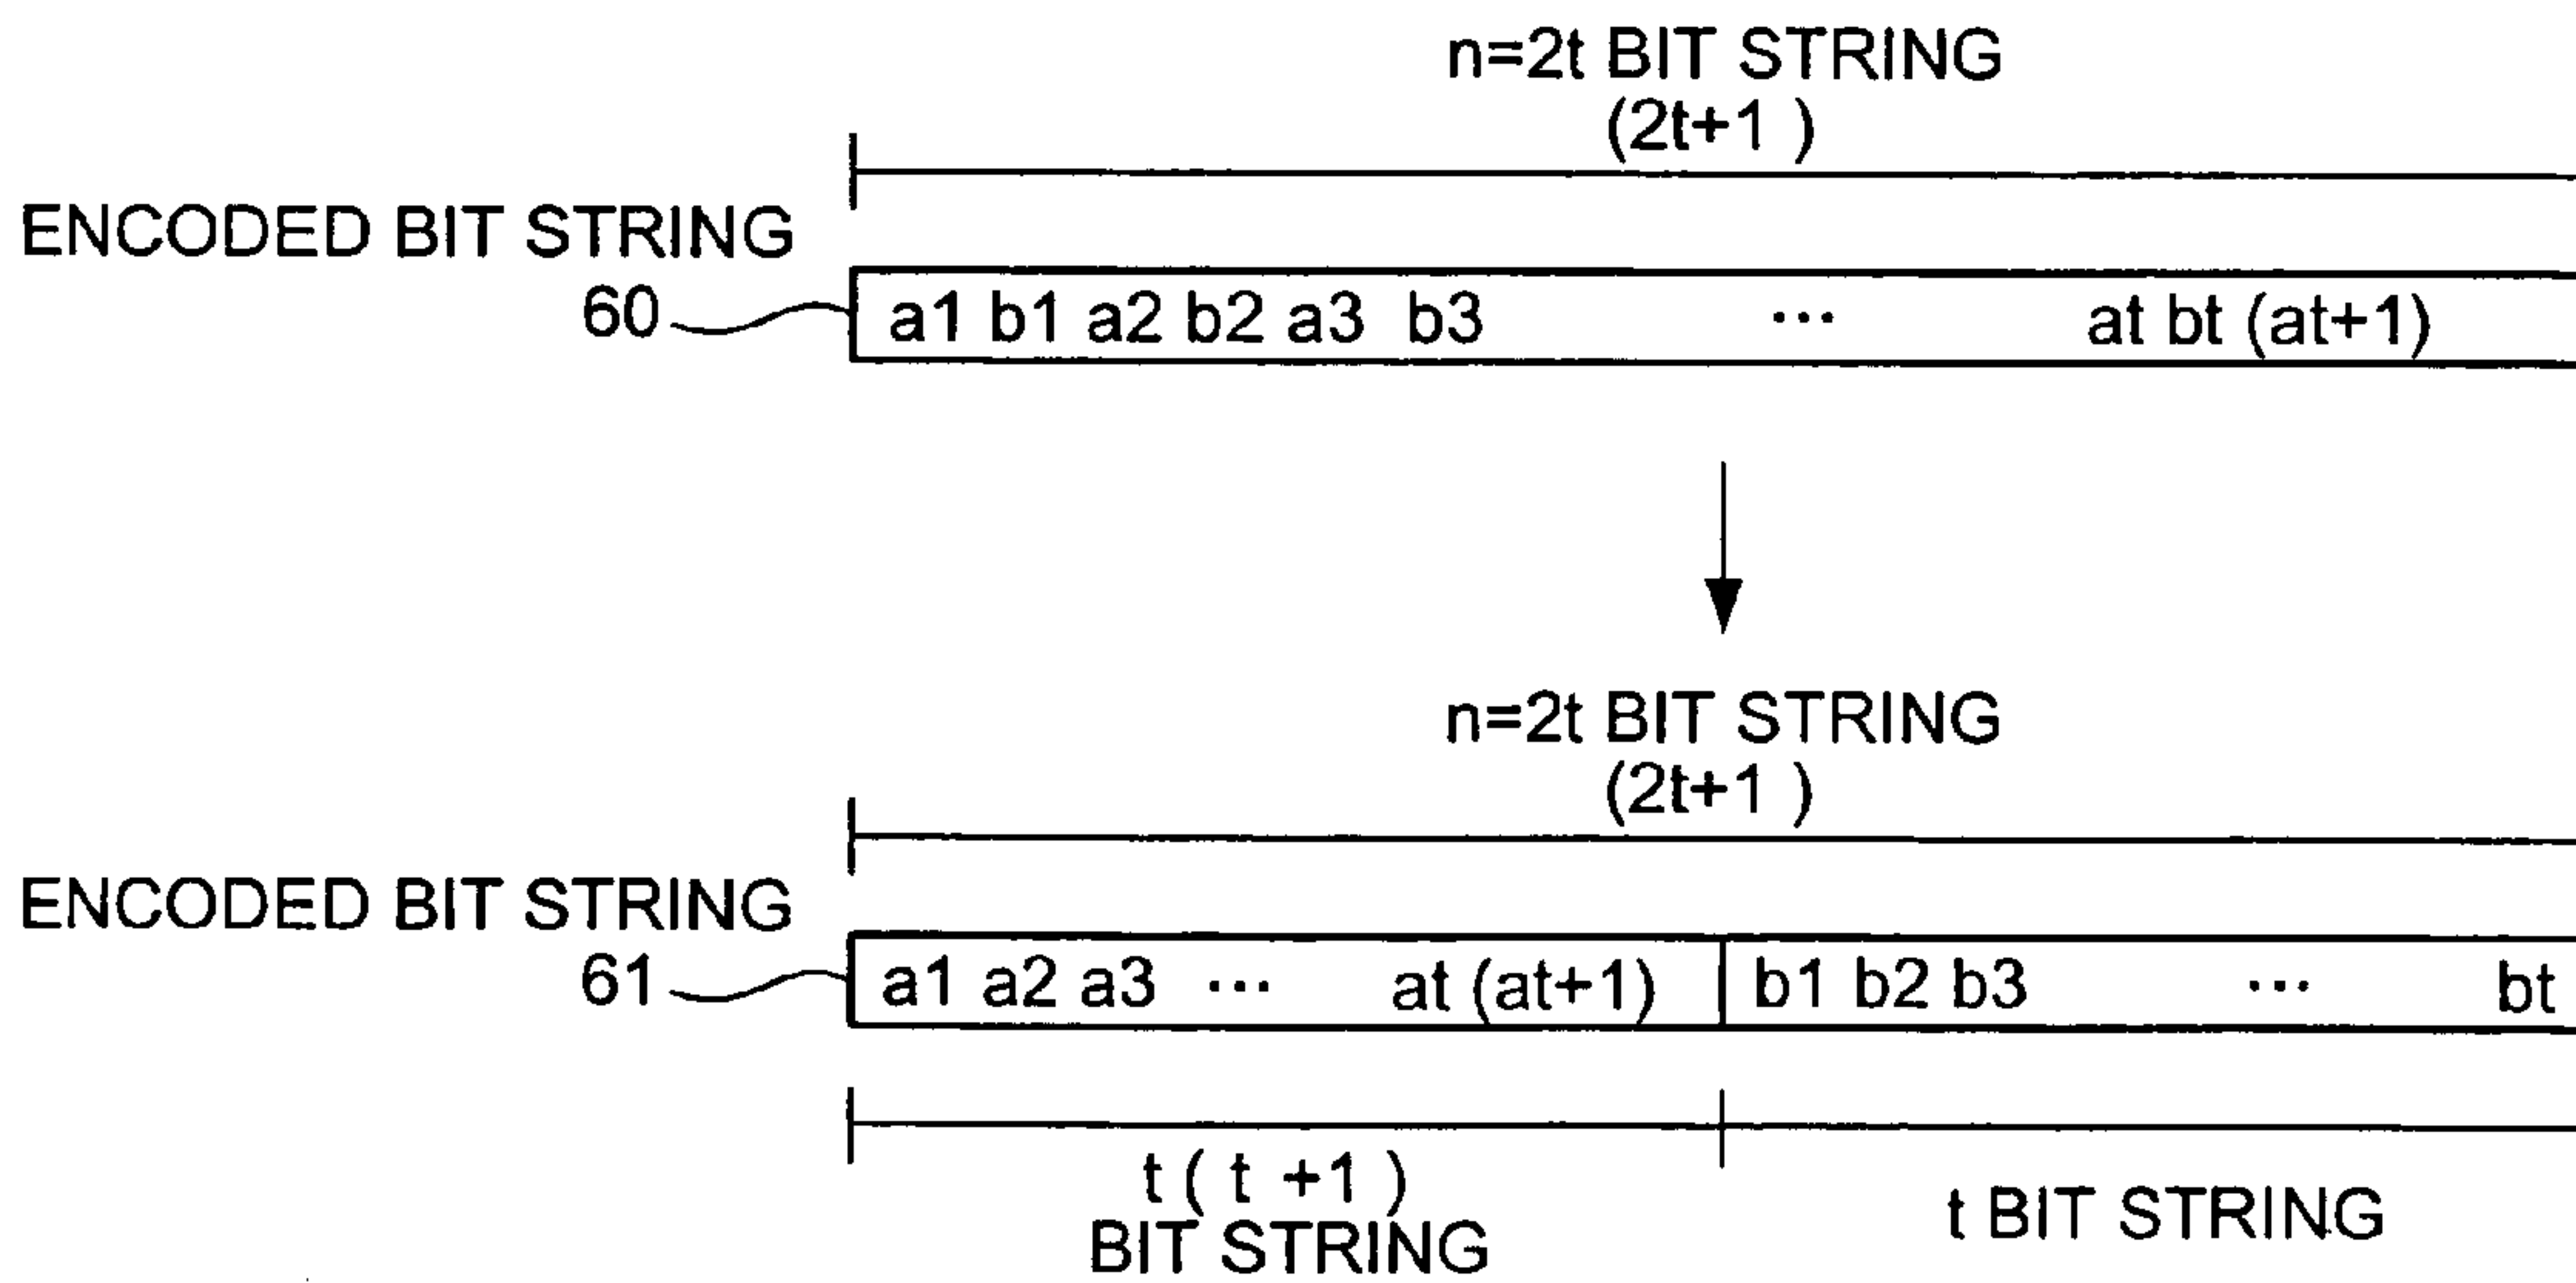 n=2t BIT STRING
(2t+1 )
ENCODED BIT STRING
60
a1 b1 a2 b2 a3 b3 ... at bt (at+1)
n=2t BIT STRING
(2t+1 )
ENCODED BIT STRING
61
a1 a2 a3 ... at (at+1) b1 b2 b3 ... bt
t ( t +1 )
BIT STRING
t BIT STRING